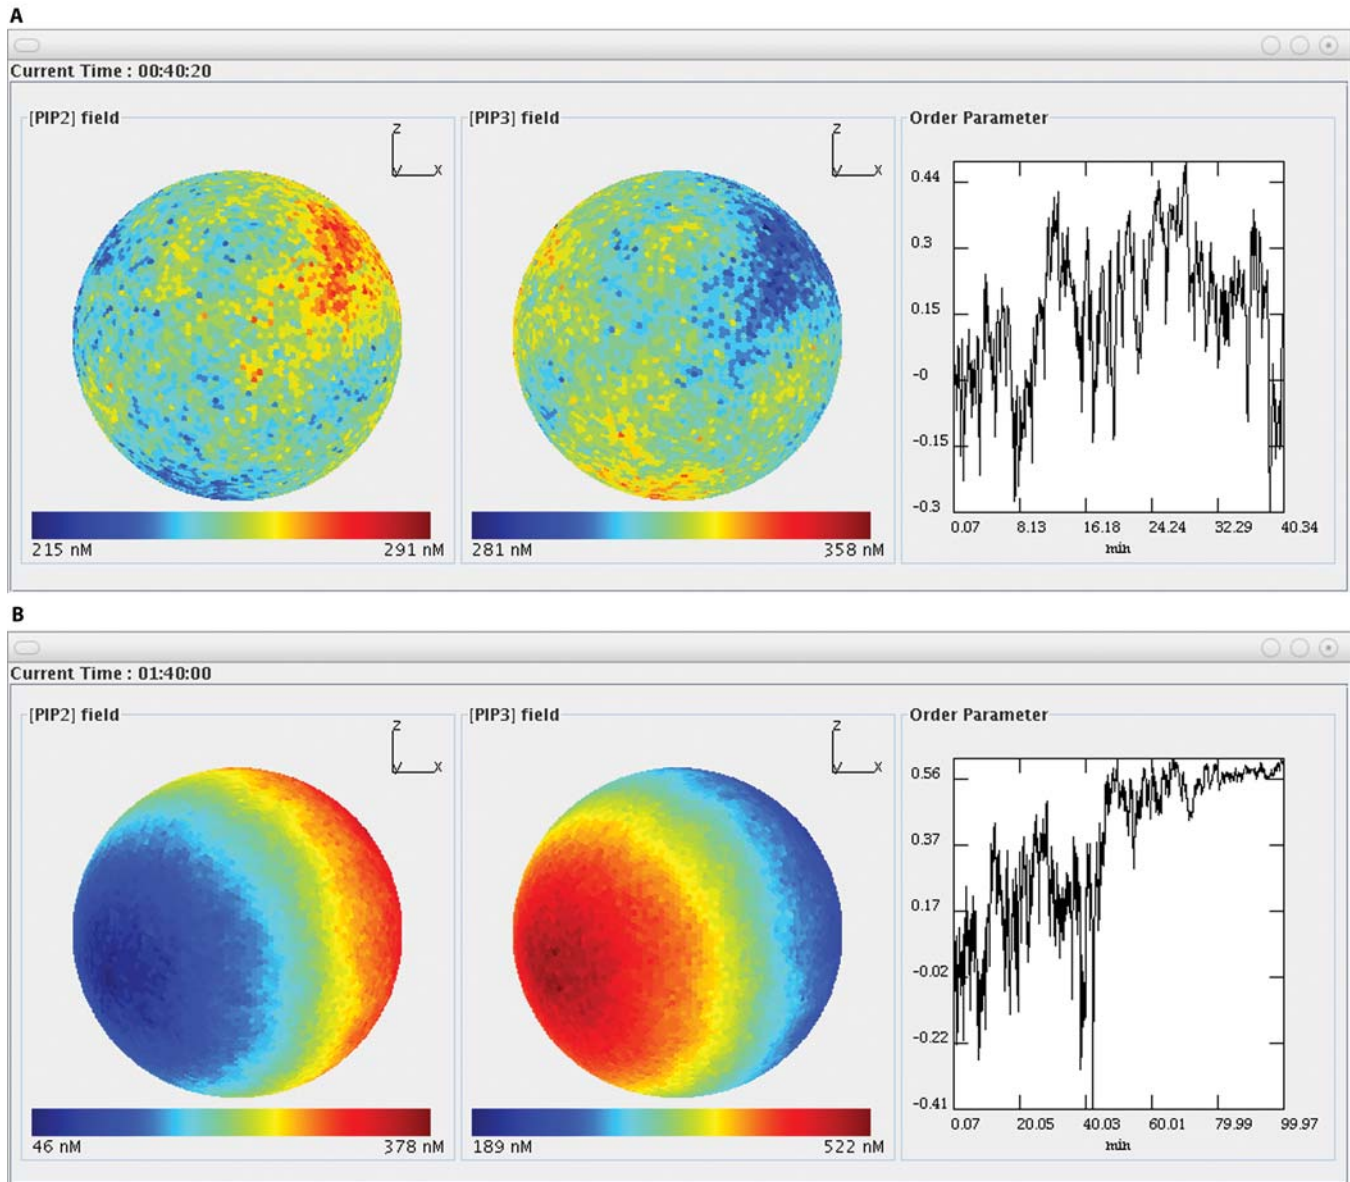 A
Current Time : 00:40:20
[PIP2] field
Z
Y
X
215 nM
291 nM
[PIP3] field
Z
Y
X
281 nM
358 nM
Order Parameter
0.44
0.3
0.15
-0
-0.15
-0.3
0.07 8.13 16.18 24.24 32.29 40.34
min
B
Current Time : 01:40:00
[PIP2] field
Z
Y
X
46 nM
378 nM
[PIP3] field
Z
Y
X
189 nM
522 nM
Order Parameter
0.56
0.37
0.17
-0.02
-0.22
-0.41
0.07 20.05 40.03 60.01 79.99 99.97
min